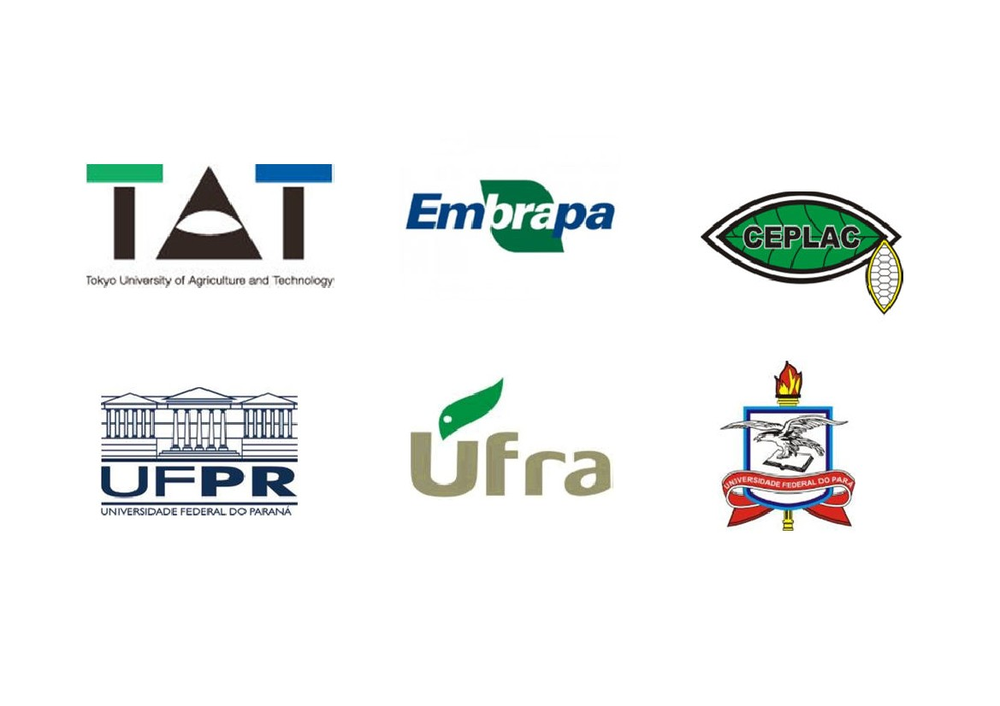 TAT
Tokyo University of Agriculture and Technology
Embrapa
CEPLAC
UFPR
UNIVERSIDADE FEDERAL DO PARANÁ
Ufra
UNIVERSIDADE FEDERAL DO PARÁ